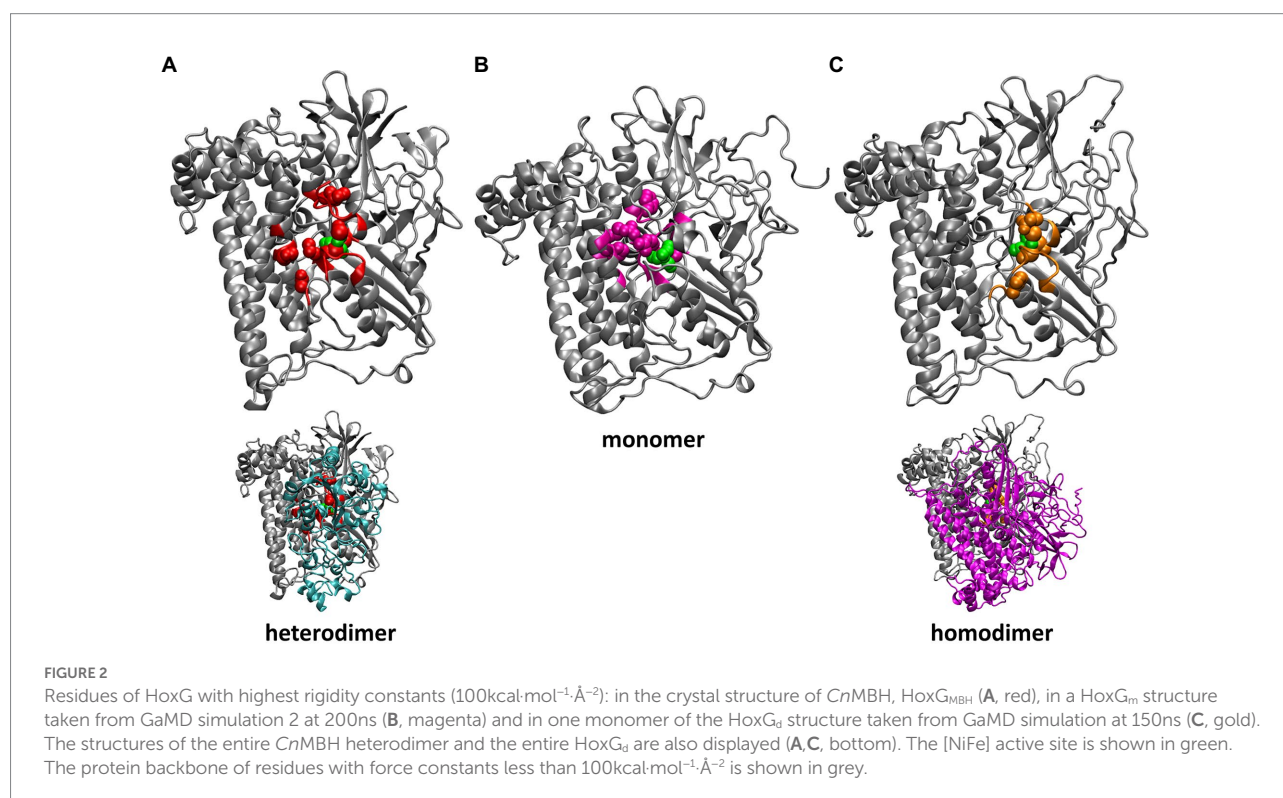 A
B
C
monomer
heterodimer
homodimer
FIGURE 2
Residues of HoxG with highest rigidity constants (100kcal·mol⁻¹·Å⁻²): in the crystal structure of CnMBH, HoxG_MBH (A, red), in a HoxG_m structure
taken from GaMD simulation 2 at 200ns (B, magenta) and in one monomer of the HoxG_d structure taken from GaMD simulation at 150ns (C, gold).
The structures of the entire CnMBH heterodimer and the entire HoxG_d are also displayed (A,C, bottom). The [NiFe] active site is shown in green.
The protein backbone of residues with force constants less than 100kcal·mol⁻¹·Å⁻² is shown in grey.